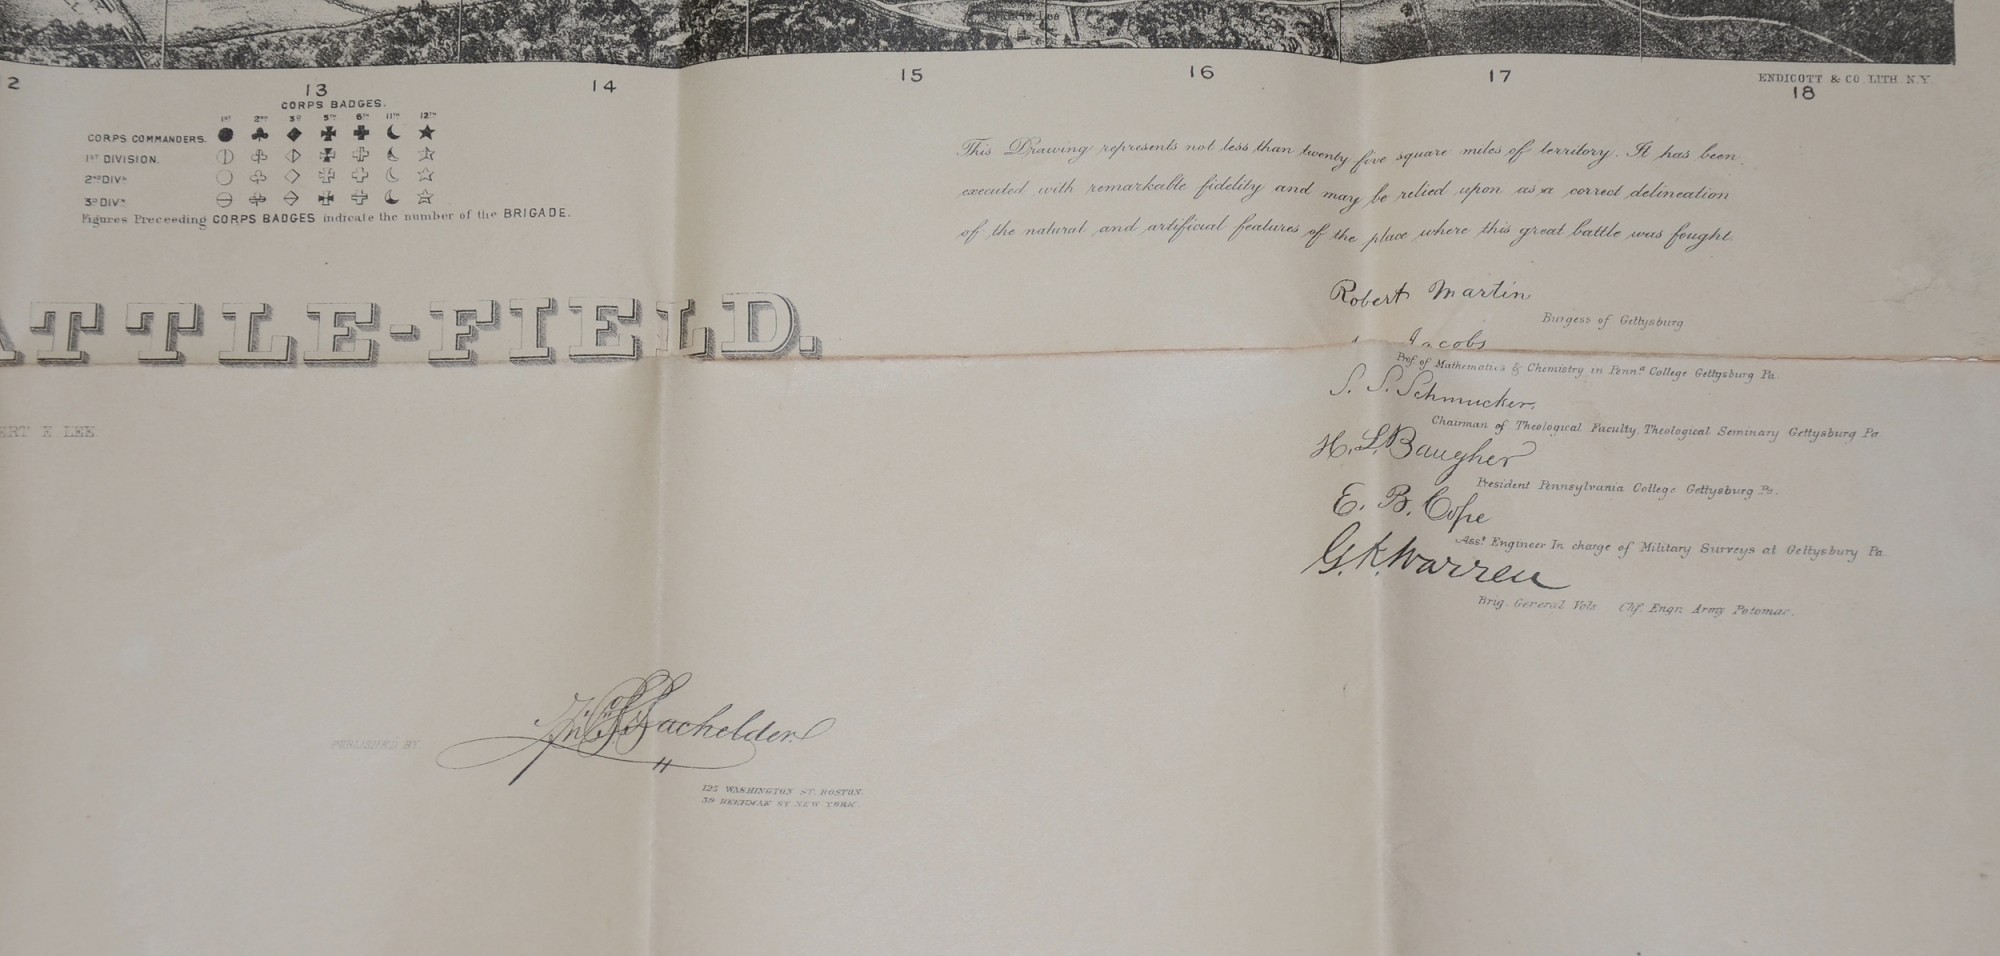 12 13 14 15 16 17 18
ENDICOTT & CO. LITH. N.Y.
CORPS BADGES.
1ST 2ND 3D 5TH 6TH 11TH 12TH
CORPS COMMANDERS.
1ST DIVISION.
2ND DIVN
3D DIVN
Figures Preceeding CORPS BADGES indicate the number of the BRIGADE.
This Drawing represents not less than twenty five square miles of territory. It has been
executed with remarkable fidelity and may be relied upon as a correct delineation
of the natural and artificial features of the place where this great battle was fought.
ATTLE-FIELD.
Robert Martin
Burgess of Gettysburg
Jacobs
Prof of Mathematics & Chemistry in Penna College Gettysburg Pa.
S. S. Schmucker.
Chairman of Theological Faculty, Theological Seminary Gettysburg Pa
H. L. Baugher
President Pennsylvania College Gettysburg Pa.
E. B. Cope
Asst Engineer In charge of Military Surveys at Gettysburg Pa
G. K. Warren
Brig. General Vols Chf. Engr. Army Potomac.
ERT E LEE
PUBLISHED BY
Jno. B. Bachelder.
125 WASHINGTON ST. BOSTON.
59 BEEKMAN ST NEW YORK.